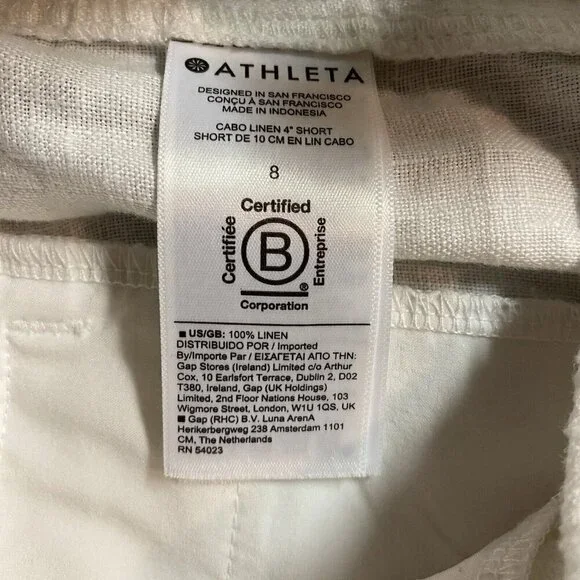 ATHLETA
DESIGNED IN SAN FRANCISCO
CONÇU À SAN FRANCISCO
MADE IN INDONESIA
CABO LINEN 4" SHORT
SHORT DE 10 CM EN LIN CABO
8
Certified
Certifiée
B
Entreprise
®
Corporation
■ US/GB: 100% LINEN
DISTRIBUIDO POR / Imported
By/Importe Par / ΕΙΣΑΓΕΤΑΙ ΑΠΟ ΤΗΝ:
Gap Stores (Ireland) Limited c/o Arthur
Cox, 10 Earlsfort Terrace, Dublin 2, D02
T380, Ireland, Gap (UK Holdings)
Limited, 2nd Floor Nations House, 103
Wigmore Street, London, W1U 1QS, UK
■ Gap (RHC) B.V. Luna ArenA
Herikerbergweg 238 Amsterdam 1101
CM, The Netherlands
RN 54023